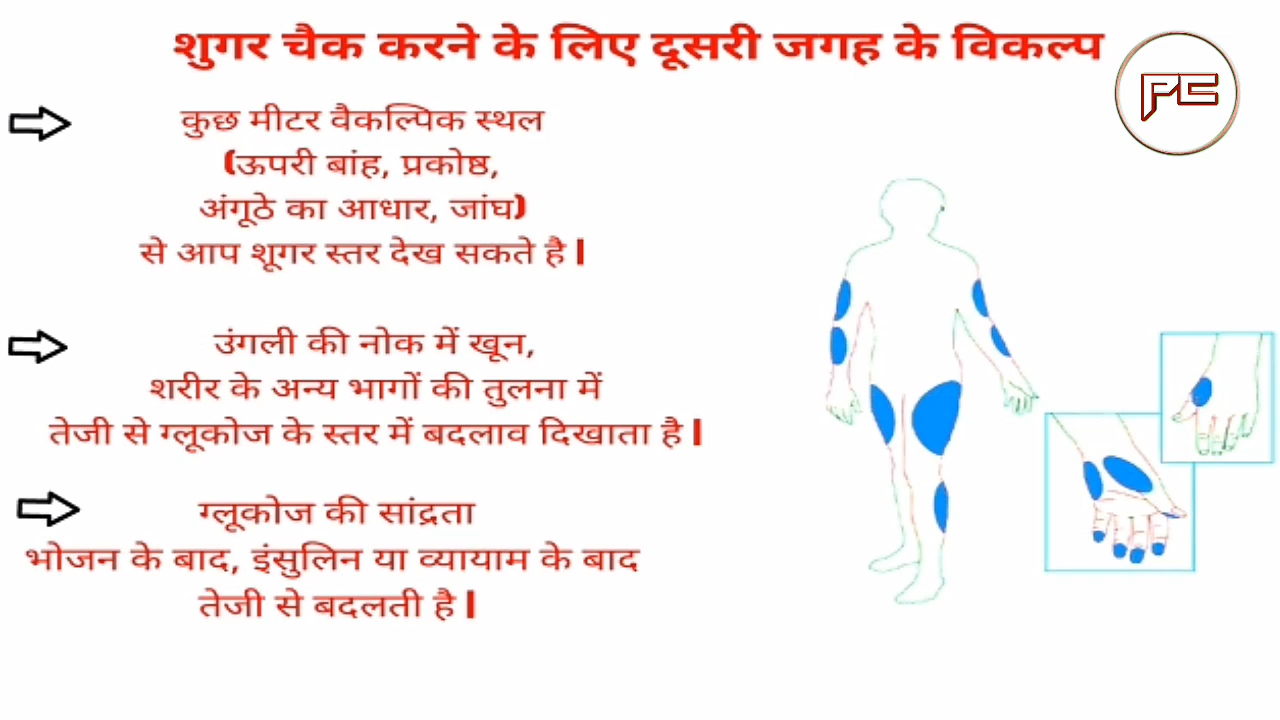 शुगर चैक करने के लिए दूसरी जगह के विकल्प
PE
कुछ मीटर वैकल्पिक स्थल
(ऊपरी बांह, प्रकोष्ठ,
अंगूठे का आधार, जांघ)
से आप शूगर स्तर देख सकते है |
उंगली की नोक में खून,
शरीर के अन्य भागों की तुलना में
तेजी से ग्लूकोज के स्तर में बदलाव दिखाता है |
ग्लूकोज की सांद्रता
भोजन के बाद, इंसुलिन या व्यायाम के बाद
तेजी से बदलती है |